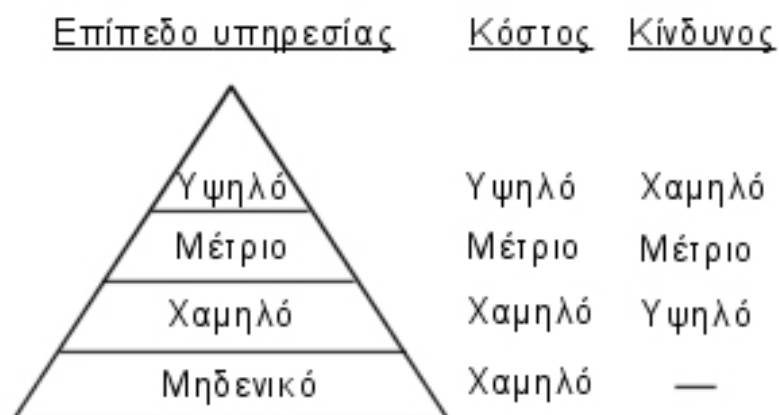 Επίπεδο υπηρεσίας Κόστος Κίνδυνος
Υψηλό Υψηλό Χαμηλό
Μέτριο Μέτριο Μέτριο
Χαμηλό Χαμηλό Υψηλό
Μηδενικό Χαμηλό —